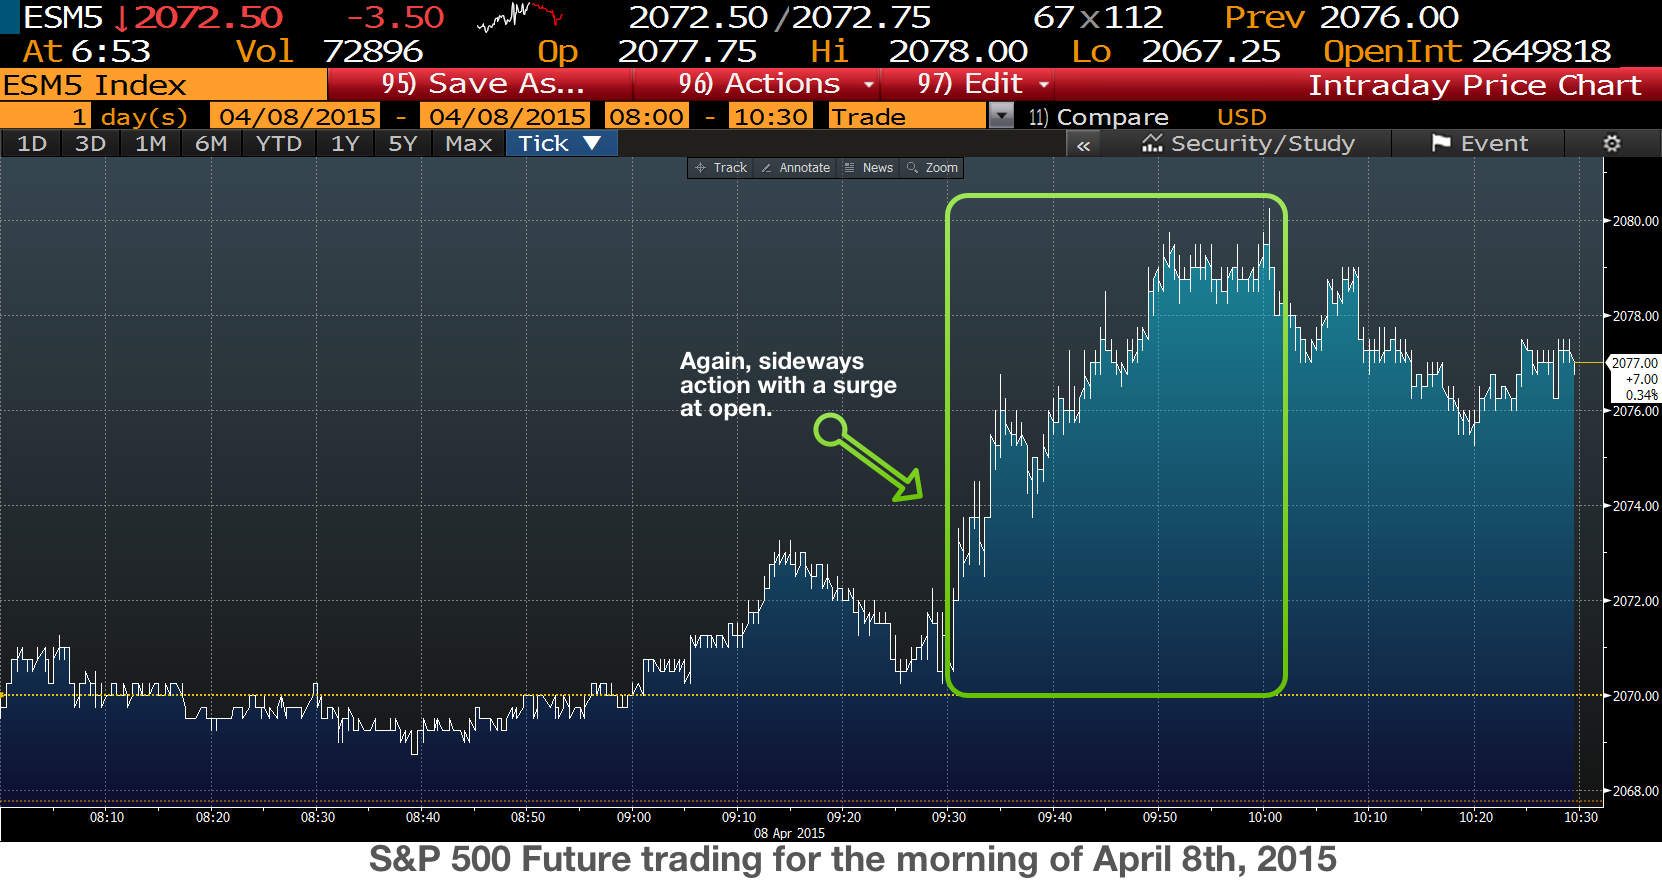 ESM5 ↓2072.50 -3.50 2072.50/2072.75 67x112 Prev 2076.00
At 6:53 Vol 72896 Op 2077.75 Hi 2078.00 Lo 2067.25 OpenInt 2649818
ESM5 Index 95) Save As... 96) Actions 97) Edit Intraday Price Chart
1 day(s) 04/08/2015 - 04/08/2015 08:00 - 10:30 Trade 11) Compare USD
1D 3D 1M 6M YTD 1Y 5Y Max Tick ▼ « Security/Study Event
Track Annotate News Zoom
2080.00
2078.00
2077.00
+7.00
0.34%
2076.00
2074.00
2072.00
2070.00
2068.00
Again, sideways
action with a surge
at open.
08:10 08:20 08:30 08:40 08:50 09:00 09:10 09:20 09:30 09:40 09:50 10:00 10:10 10:20 10:30
08 Apr 2015
S&P 500 Future trading for the morning of April 8th, 2015